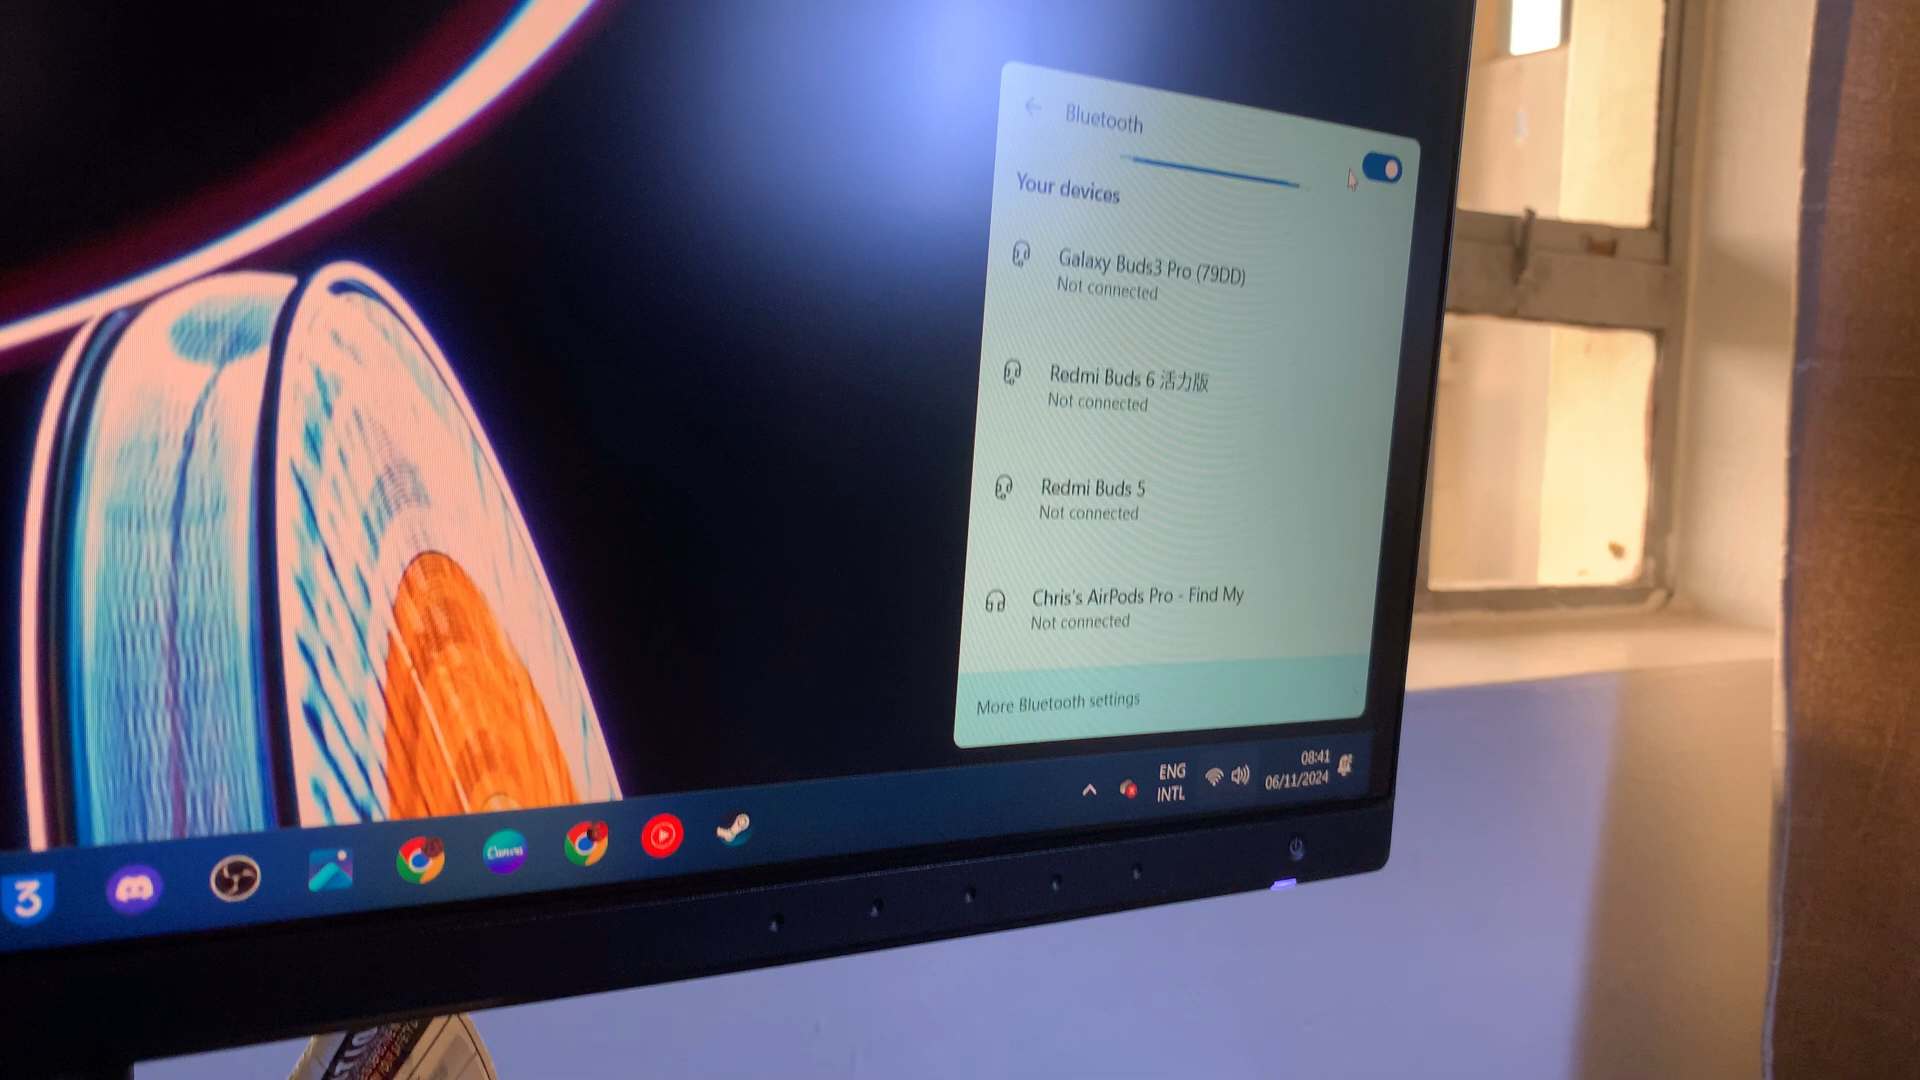 Bluetooth
Your devices
Galaxy Buds3 Pro (79DD)
Not connected
Redmi Buds 6 活力版
Not connected
Redmi Buds 5
Not connected
Chris's AirPods Pro - Find My
Not connected
More Bluetooth settings
ENG
INTL
08:41
06/11/2024
3
Canva